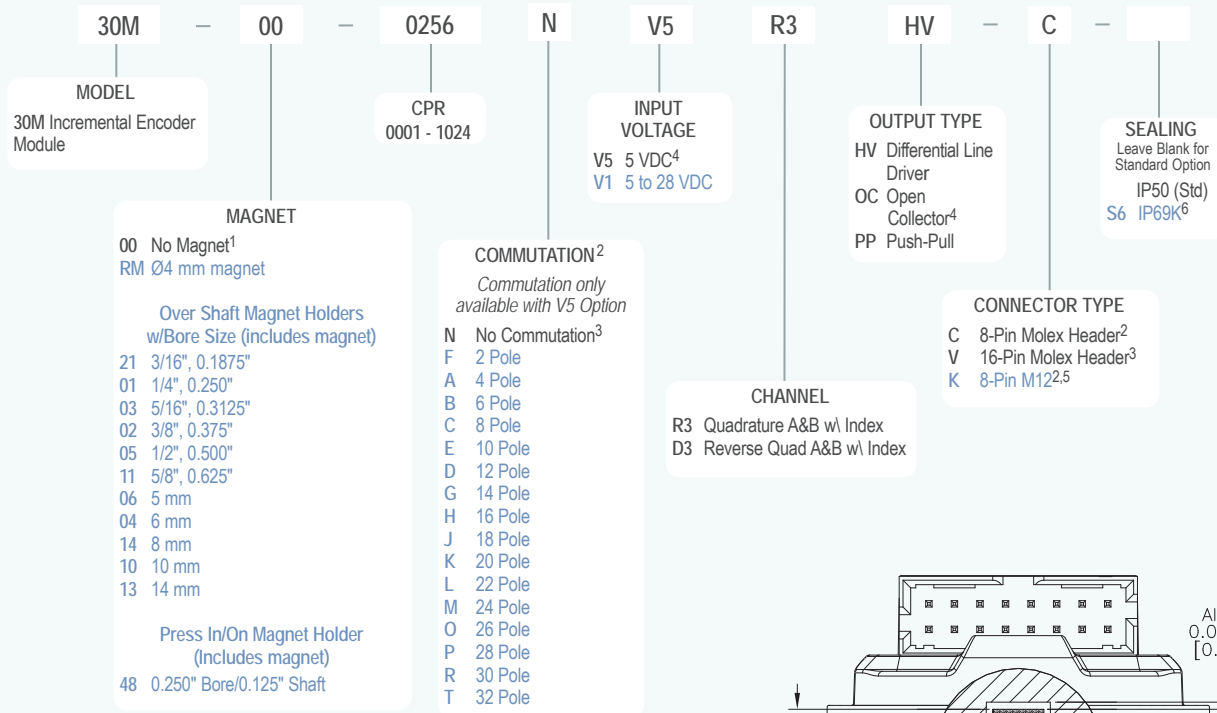 30M – 00 – 0256 N V5 R3 HV – C –
MODEL
30M Incremental Encoder
Module
MAGNET
00 No Magnet1
RM Ø4 mm magnet
Over Shaft Magnet Holders
w/Bore Size (includes magnet)
21 3/16", 0.1875"
01 1/4", 0.250"
03 5/16", 0.3125"
02 3/8", 0.375"
05 1/2", 0.500"
11 5/8", 0.625"
06 5 mm
04 6 mm
14 8 mm
10 10 mm
13 14 mm
Press In/On Magnet Holder
(Includes magnet)
48 0.250" Bore/0.125" Shaft
CPR
0001 - 1024
COMMUTATION2
Commutation only
available with V5 Option
N No Commutation3
F 2 Pole
A 4 Pole
B 6 Pole
C 8 Pole
E 10 Pole
D 12 Pole
G 14 Pole
H 16 Pole
J 18 Pole
K 20 Pole
L 22 Pole
M 24 Pole
O 26 Pole
P 28 Pole
R 30 Pole
T 32 Pole
INPUT
VOLTAGE
V5 5 VDC4
V1 5 to 28 VDC
CHANNEL
R3 Quadrature A&B w\ Index
D3 Reverse Quad A&B w\ Index
OUTPUT TYPE
HV Differential Line
Driver
OC Open
Collector4
PP Push-Pull
CONNECTOR TYPE
C 8-Pin Molex Header2
V 16-Pin Molex Header3
K 8-Pin M122,5
SEALING
Leave Blank for
Standard Option
IP50 (Std)
S6 IP69K6